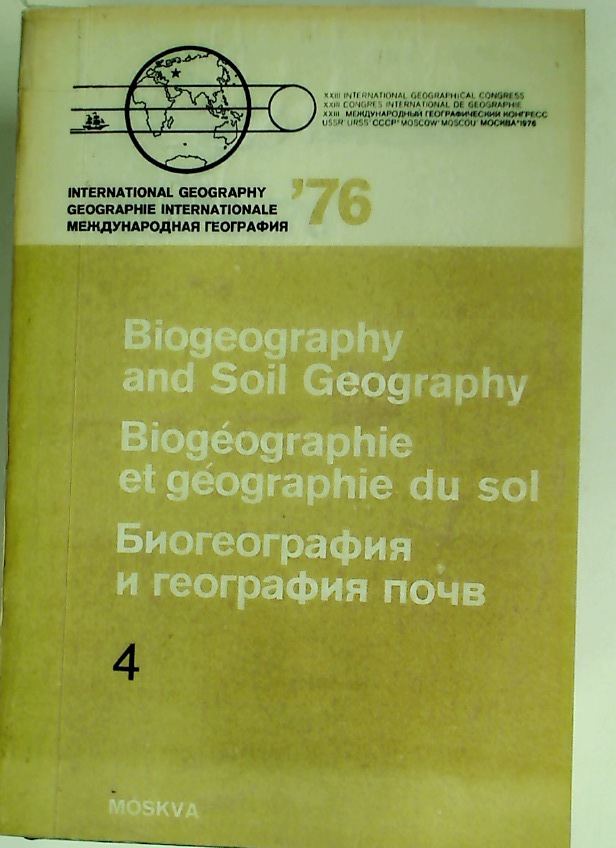 XXIII INTERNATIONAL GEOGRAPHICAL CONGRESS
XXIII CONGRES INTERNATIONAL DE GEOGRAPHIE
XXIII МЕЖДУНАРОДНЫЙ ГЕОГРАФИЧЕСКИЙ КОНГРЕСС
USSR*URSS*СССР*MOSCOW*MOSCOU*МОСКВА*1976
INTERNATIONAL GEOGRAPHY
GEOGRAPHIE INTERNATIONALE
МЕЖДУНАРОДНАЯ ГЕОГРАФИЯ
'76
Biogeography
and Soil Geography
Biogéographie
et géographie du sol
Биогеография
и география почв
4
MOSKVA